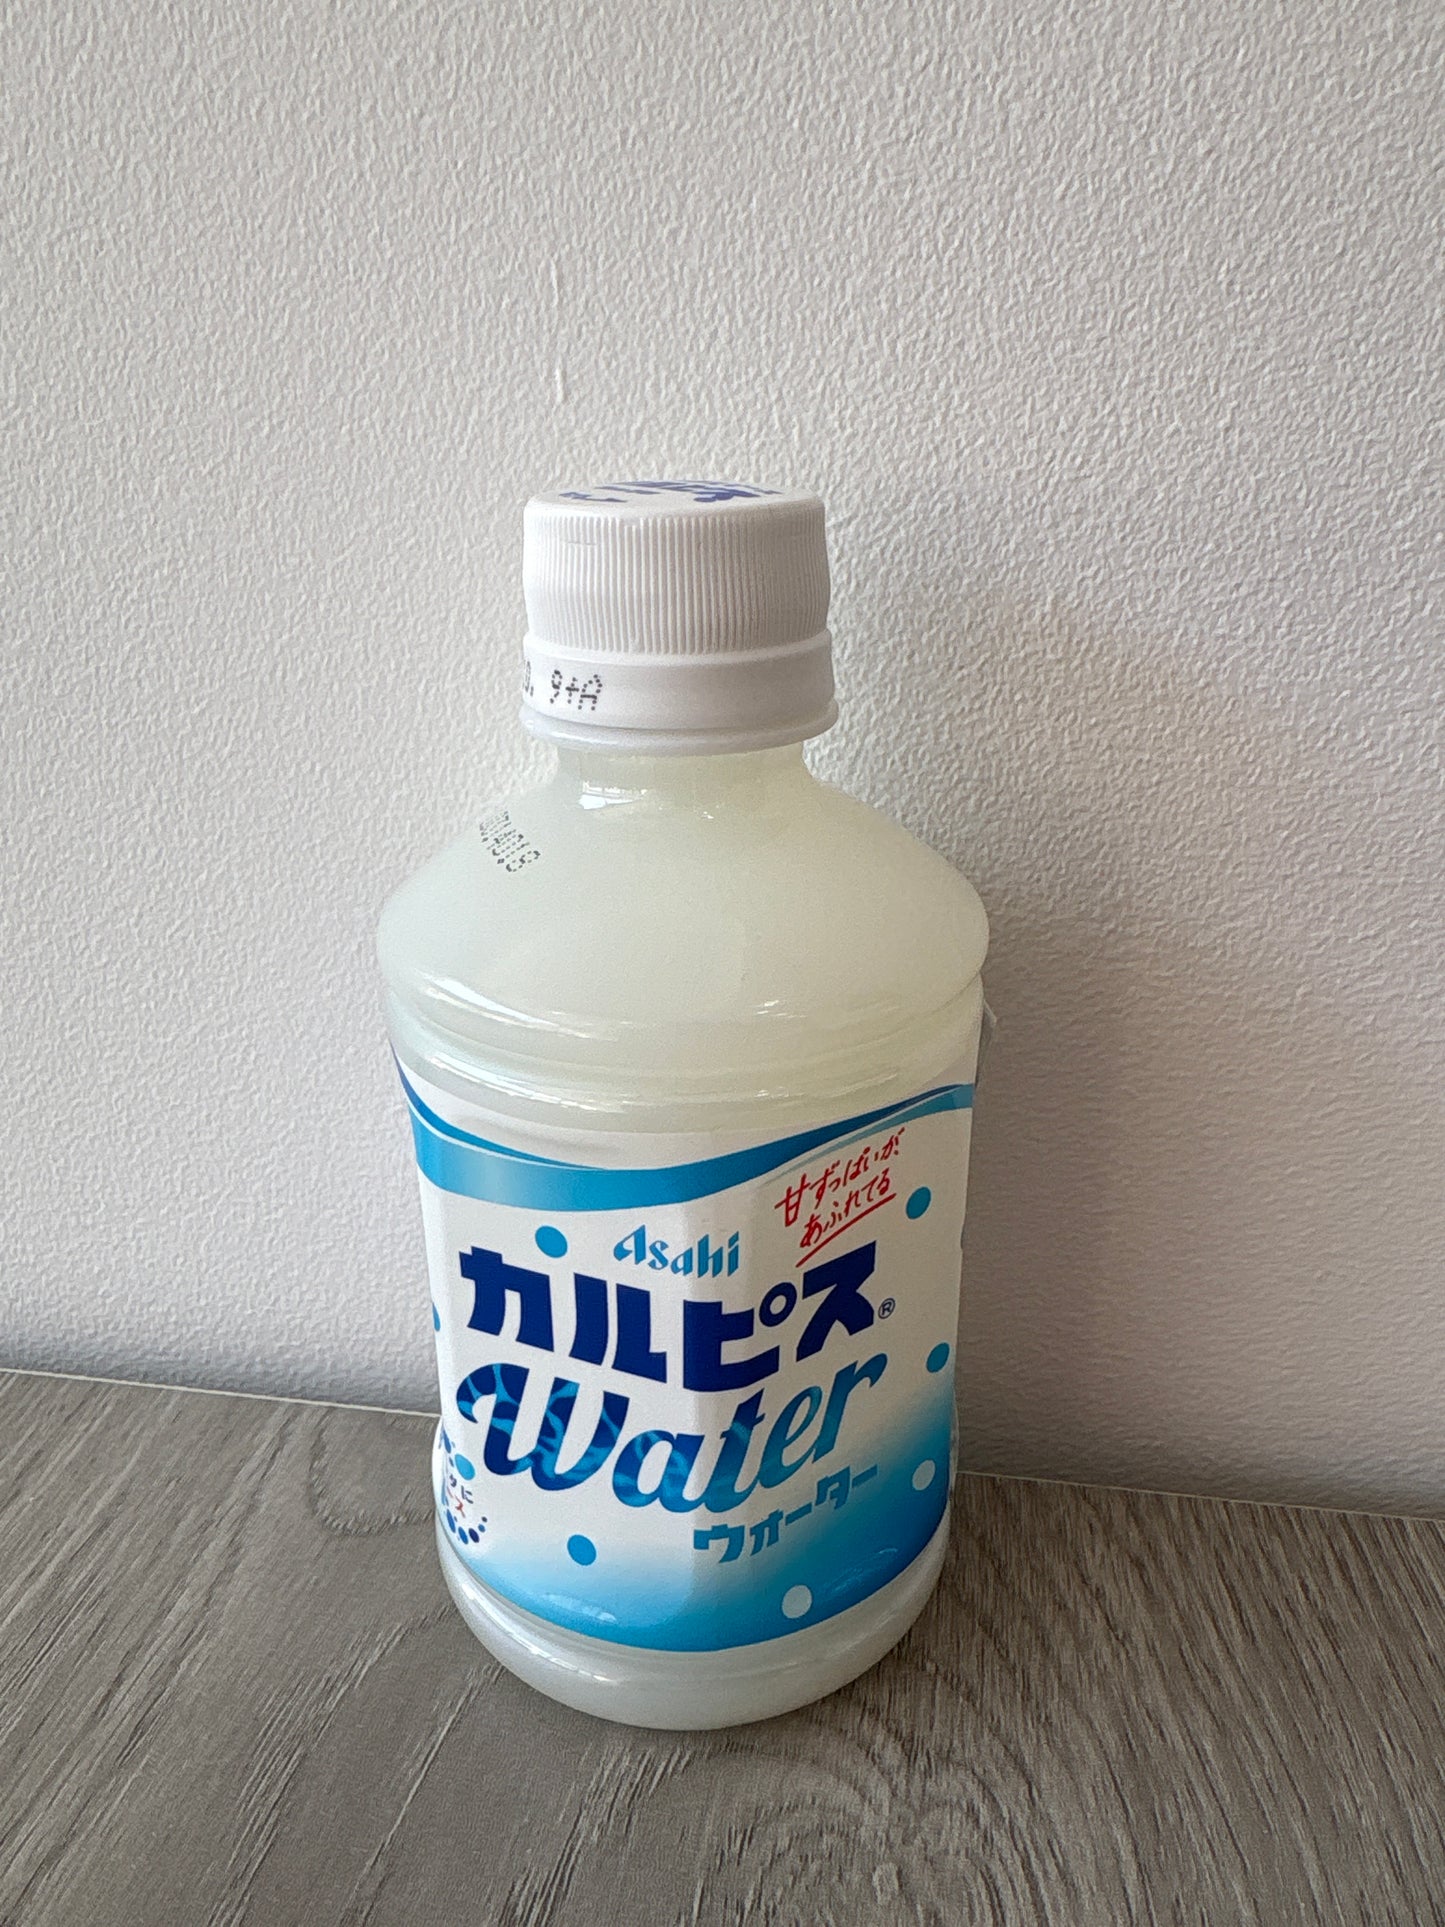 9+A
甘ずっぱいが、
あふれてる
Asahi
カルピス®
Water
ウォーター